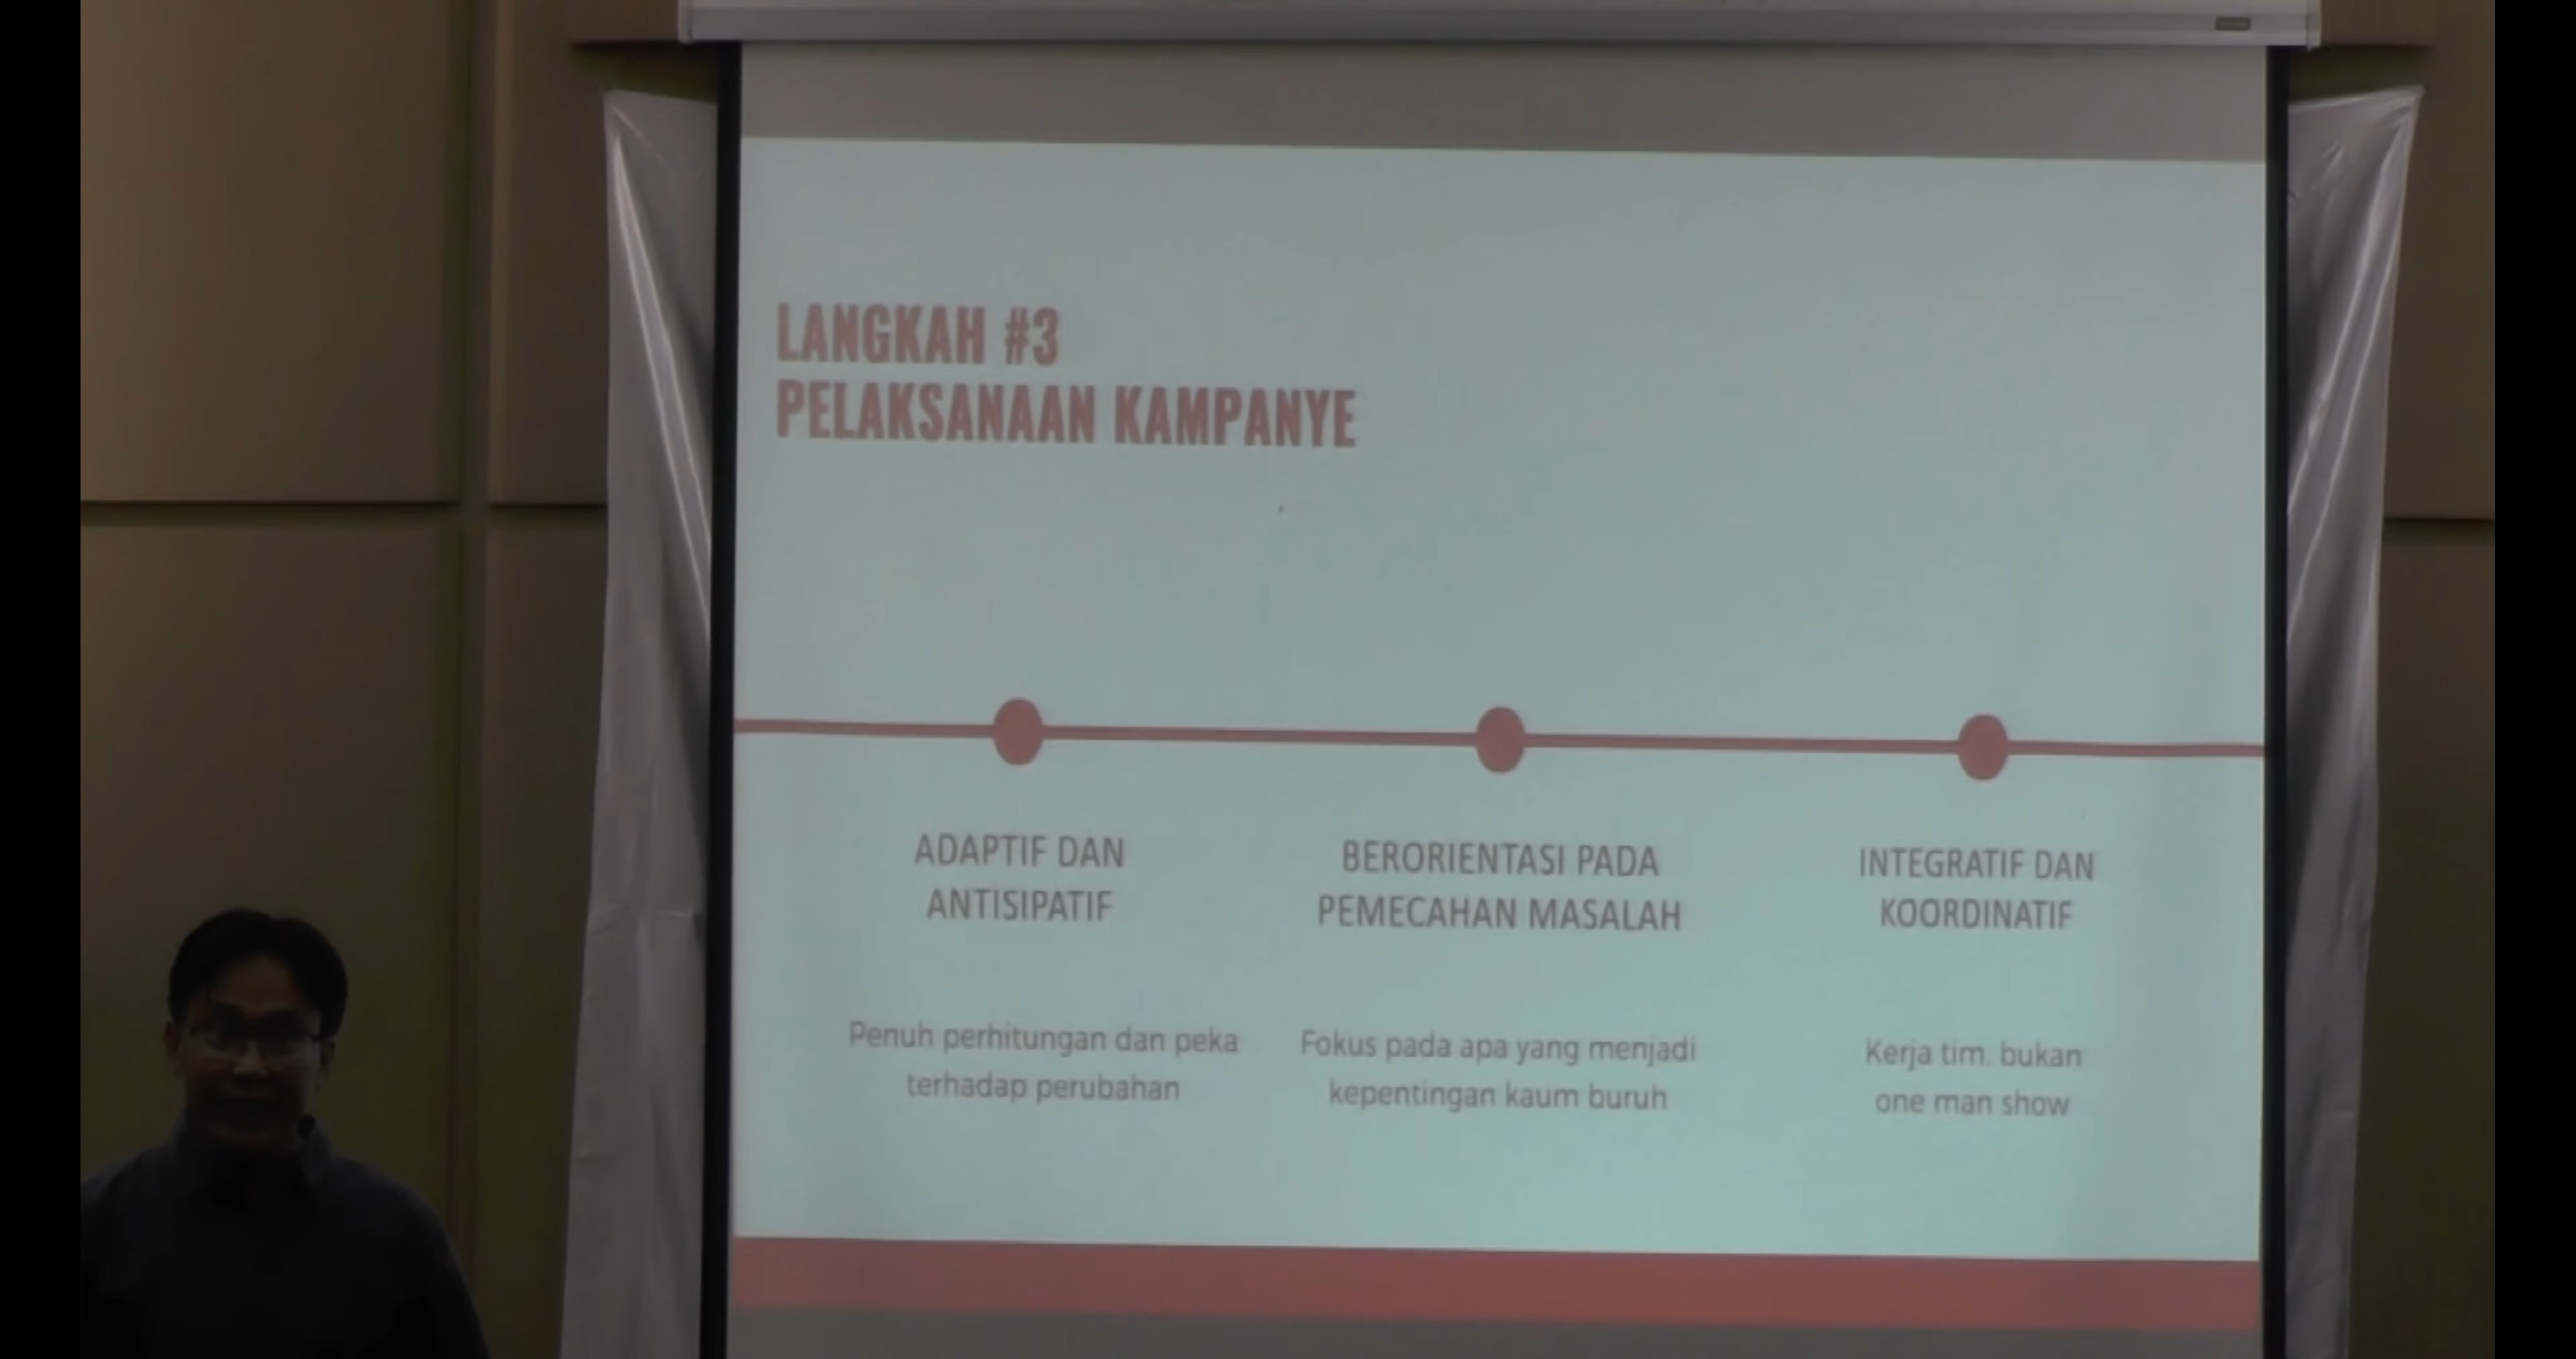 LANGKAH #3
PELAKSANAAN KAMPANYE
ADAPTIF DAN
ANTISIPATIF
Penuh perhitungan dan peka
terhadap perubahan
BERORIENTASI PADA
PEMECAHAN MASALAH
Fokus pada apa yang menjadi
kepentingan kaum buruh
INTEGRATIF DAN
KOORDINATIF
Kerja tim. bukan
one man show